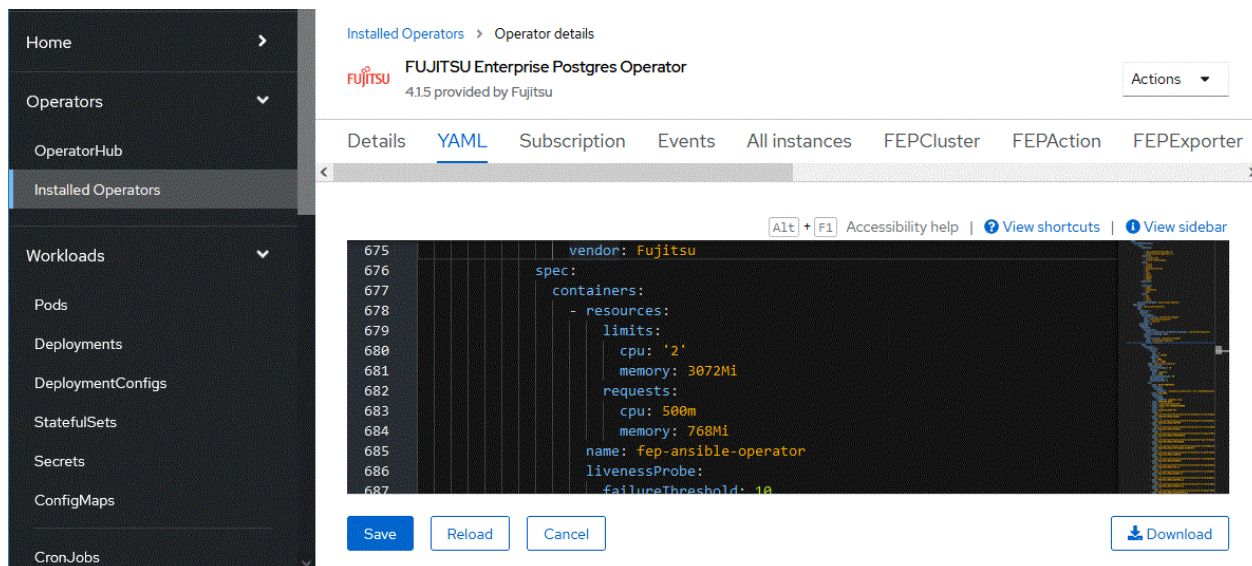 Home
Operators
OperatorHub
Installed Operators
Workloads
Pods
Deployments
DeploymentConfigs
StatefulSets
Secrets
ConfigMaps
CronJobs
Installed Operators > Operator details
FUJITSU
FUJITSU Enterprise Postgres Operator
4.1.5 provided by Fujitsu
Actions
Details YAML Subscription Events All instances FEPCluster FEPAction FEPExporter
Alt + F1 Accessibility help | View shortcuts | View sidebar
675 vendor: Fujitsu
676 spec:
677 containers:
678 - resources:
679 limits:
680 cpu: '2'
681 memory: 3072Mi
682 requests:
683 cpu: 500m
684 memory: 768Mi
685 name: fep-ansible-operator
686 livenessProbe:
687 failureThreshold: 10
Save Reload Cancel Download